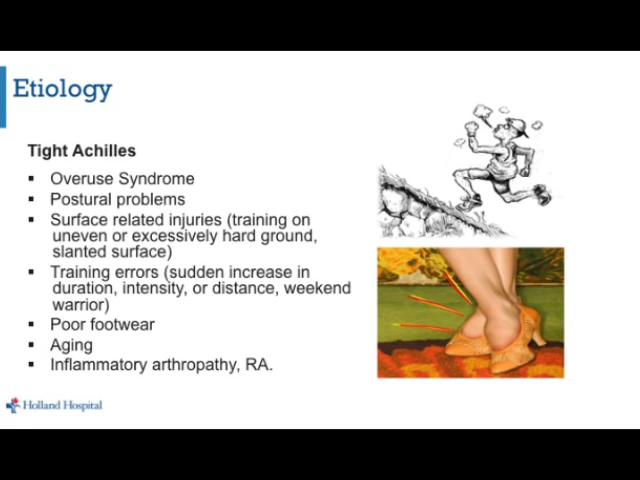 Etiology
Tight Achilles
▪ Overuse Syndrome
▪ Postural problems
▪ Surface related injuries (training on
uneven or excessively hard ground,
slanted surface)
▪ Training errors (sudden increase in
duration, intensity, or distance, weekend
warrior)
▪ Poor footwear
▪ Aging
▪ Inflammatory arthropathy, RA.
Holland Hospital